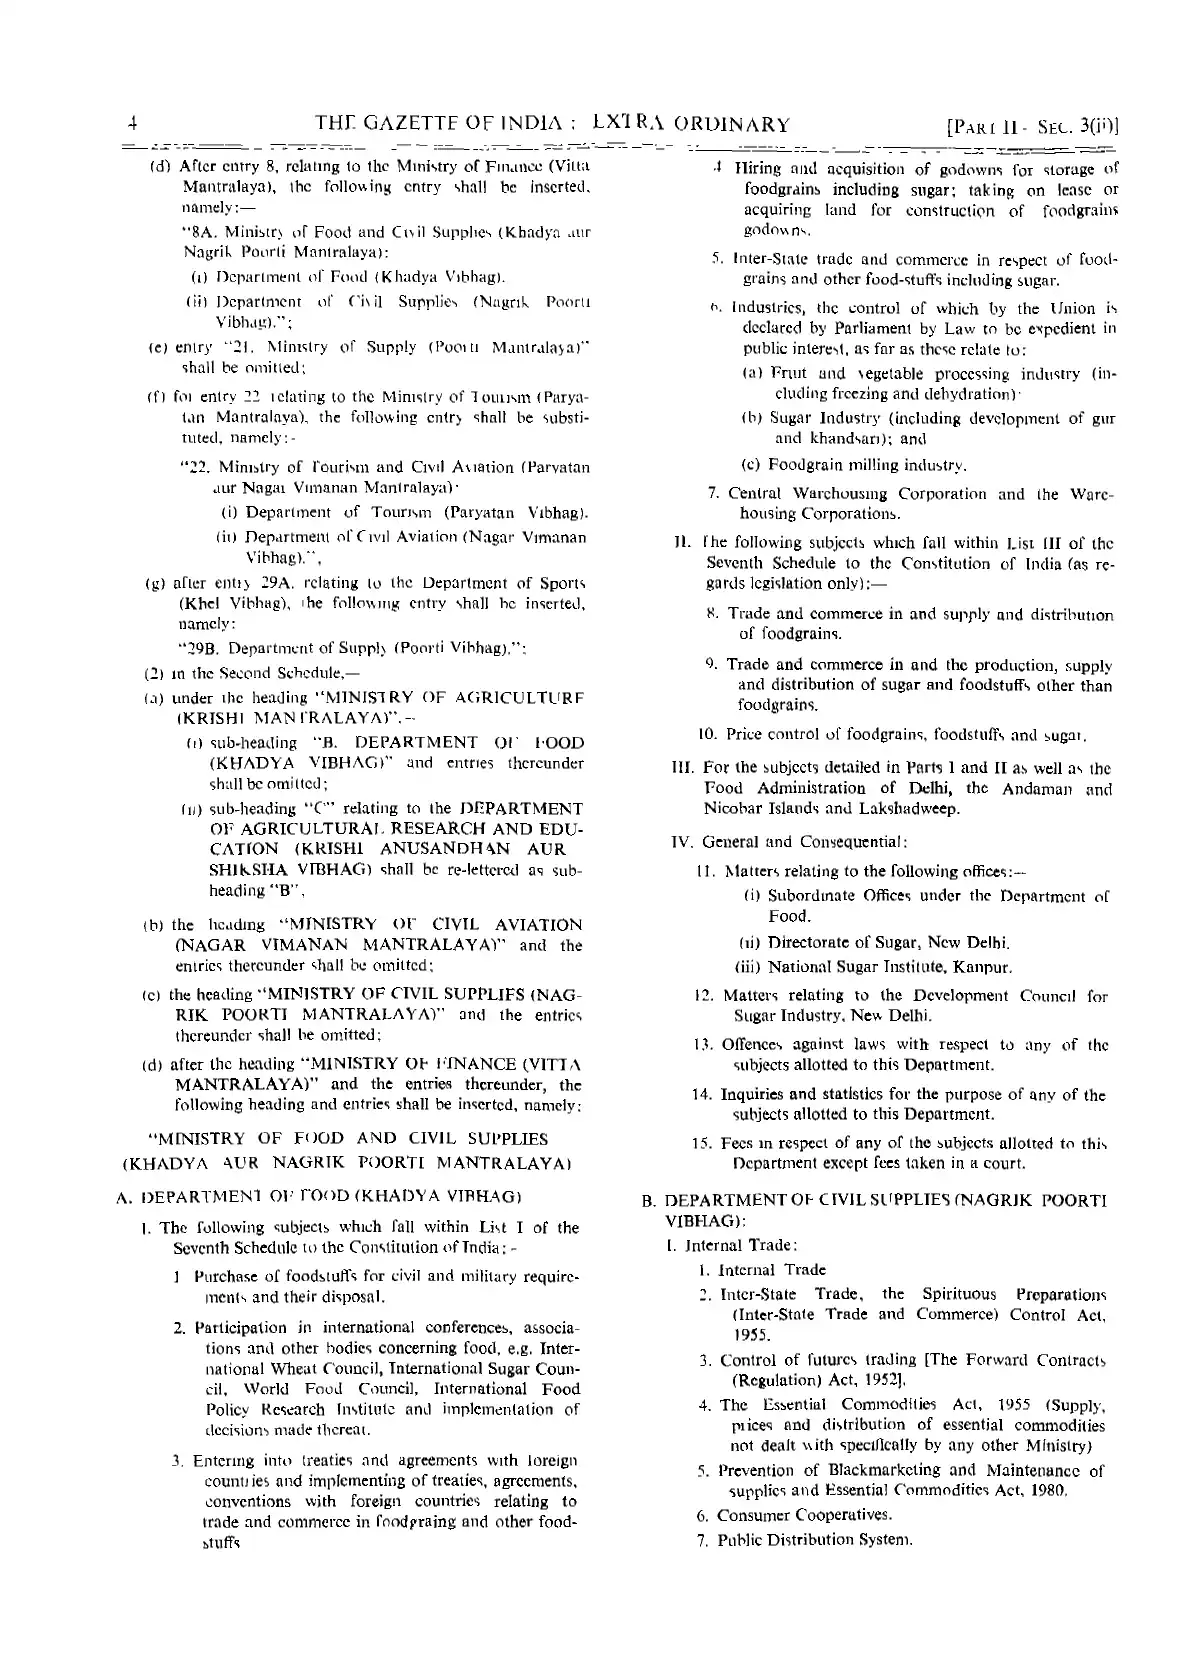 4 THE GAZETTE OF INDIA : EXTRA ORDINARY [PART II - SEC. 3(ii)]
(d) After entry 8, relating to the Ministry of Finance (Vitta
Mantralaya), the following entry shall be inserted,
namely :—
"8A. Ministry of Food and Civil Supplies (Khadya aur
Nagrik Poorti Mantralaya) :
(i) Department of Food (Khadya Vibhag).
(ii) Department of Civil Supplies (Nagrik Poorti
Vibhag).";
(e) entry "21. Ministry of Supply (Poorti Mantralaya)"
shall be omitted;
(f) for entry 22 relating to the Ministry of Tourism (Parya-
tan Mantralaya), the following entry shall be substi-
tuted, namely :-
"22. Ministry of Tourism and Civil Aviation (Paryatan
aur Nagar Vimanan Mantralaya)
(i) Department of Tourism (Paryatan Vibhag).
(ii) Department of Civil Aviation (Nagar Vimanan
Vibhag).",
(g) after entry 29A. relating to the Department of Sports
(Khel Vibhag), the following entry shall be inserted,
namely :
"29B. Department of Supply (Poorti Vibhag).";
(2) in the Second Schedule,—
(a) under the heading "MINISTRY OF AGRICULTURE
(KRISHI MANTRALAYA)",-
(i) sub-heading "B. DEPARTMENT OF FOOD
(KHADYA VIBHAG)" and entries thereunder
shall be omitted;
(ii) sub-heading "C" relating to the DEPARTMENT
OF AGRICULTURAL RESEARCH AND EDU-
CATION (KRISHI ANUSANDHAN AUR
SHIKSHA VIBHAG) shall be re-lettered as sub-
heading "B",
(b) the heading "MINISTRY OF CIVIL AVIATION
(NAGAR VIMANAN MANTRALAYA)" and the
entries thereunder shall be omitted;
(c) the heading "MINISTRY OF CIVIL SUPPLIES (NAG-
RIK POORTI MANTRALAYA)" and the entries
thereunder shall be omitted;
(d) after the heading "MINISTRY OF FINANCE (VITTA
MANTRALAYA)" and the entries thereunder, the
following heading and entries shall be inserted, namely :
"MINISTRY OF FOOD AND CIVIL SUPPLIES
(KHADYA AUR NAGRIK POORTI MANTRALAYA)
A. DEPARTMENT OF FOOD (KHADYA VIBHAG)
I. The following subjects which fall within List I of the
Seventh Schedule to the Constitution of India : -
1 Purchase of foodstuffs for civil and military require-
ments and their disposal.
2. Participation in international conferences, associa-
tions and other bodies concerning food, e.g. Inter-
national Wheat Council, International Sugar Coun-
cil, World Food Council, International Food
Policy Research Institute and implementation of
decisions made thereat.
3. Entering into treaties and agreements with foreign
countries and implementing of treaties, agreements,
conventions with foreign countries relating to
trade and commerce in foodgraing and other food-
stuffs
4 Hiring and acquisition of godowns for storage of
foodgrains including sugar; taking on lease or
acquiring land for construction of foodgrains
godowns.
5. Inter-State trade and commerce in respect of food-
grains and other food-stuffs including sugar.
6. Industries, the control of which by the Union is
declared by Parliament by Law to be expedient in
public interest, as far as these relate to :
(a) Fruit and vegetable processing industry (in-
cluding freezing and dehydration)
(b) Sugar Industry (including development of gur
and khandsari); and
(c) Foodgrain milling industry.
7. Central Warehousing Corporation and the Ware-
housing Corporations.
II. The following subjects which fall within List III of the
Seventh Schedule to the Constitution of India (as re-
gards legislation only) :—
8. Trade and commerce in and supply and distribution
of foodgrains.
9. Trade and commerce in and the production, supply
and distribution of sugar and foodstuffs other than
foodgrains.
10. Price control of foodgrains, foodstuffs and sugar.
III. For the subjects detailed in Parts I and II as well as the
Food Administration of Delhi, the Andaman and
Nicobar Islands and Lakshadweep.
IV. General and Consequential :
11. Matters relating to the following offices :—
(i) Subordinate Offices under the Department of
Food.
(ii) Directorate of Sugar, New Delhi.
(iii) National Sugar Institute, Kanpur.
12. Matters relating to the Development Council for
Sugar Industry, New Delhi.
13. Offences against laws with respect to any of the
subjects allotted to this Department.
14. Inquiries and statistics for the purpose of any of the
subjects allotted to this Department.
15. Fees in respect of any of the subjects allotted to this
Department except fees taken in a court.
B. DEPARTMENT OF CIVIL SUPPLIES (NAGRIK POORTI
VIBHAG) :
I. Internal Trade :
1. Internal Trade
2. Inter-State Trade, the Spirituous Preparations
(Inter-State Trade and Commerce) Control Act,
1955.
3. Control of futures trading [The Forward Contracts
(Regulation) Act, 1952].
4. The Essential Commodities Act, 1955 (Supply,
prices and distribution of essential commodities
not dealt with specifically by any other Ministry)
5. Prevention of Blackmarketing and Maintenance of
supplies and Essential Commodities Act, 1980.
6. Consumer Cooperatives.
7. Public Distribution System.